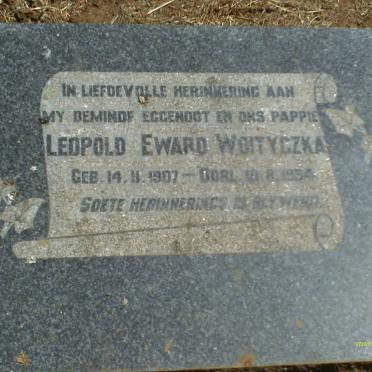 IN LIEFDEVOLLE HERINNERING AAN
MY BEMINDE EGGENOOT EN ONS PAPPIE
LEOPOLD EWARD WOITYCZKA
GEB. 14.11.1907 — OORL. 10.8.1954.
SOETE HERINNERINGS IS BLYWEND.